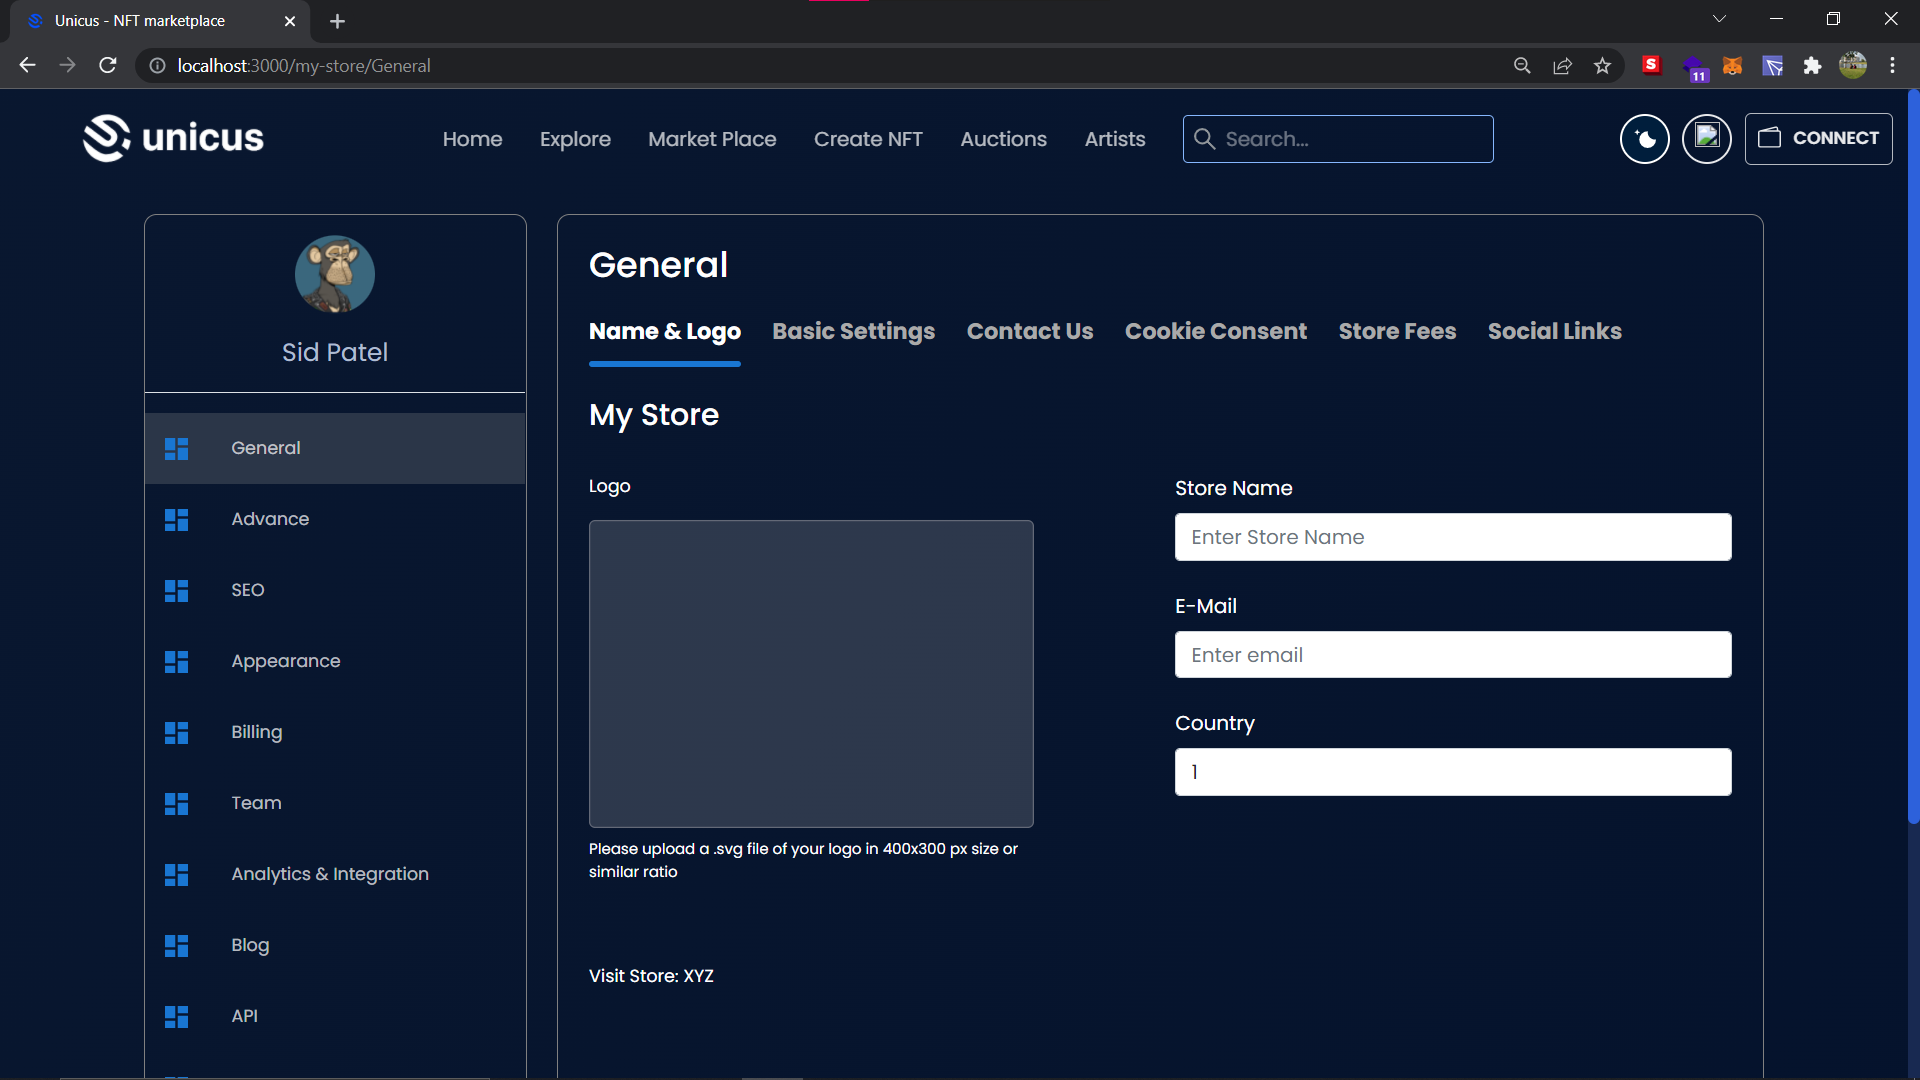 Unicus - NFT marketplace
localhost:3000/my-store/General
S
11
unicus
Home
Explore
Market Place
Create NFT
Auctions
Artists
Search...
CONNECT
Sid Patel
General
Advance
SEO
Appearance
Billing
Team
Analytics & Integration
Blog
API
General
Name & Logo
Basic Settings
Contact Us
Cookie Consent
Store Fees
Social Links
My Store
Logo
Please upload a .svg file of your logo in 400x300 px size or
similar ratio
Visit Store: XYZ
Store Name
Enter Store Name
E-Mail
Enter email
Country
1